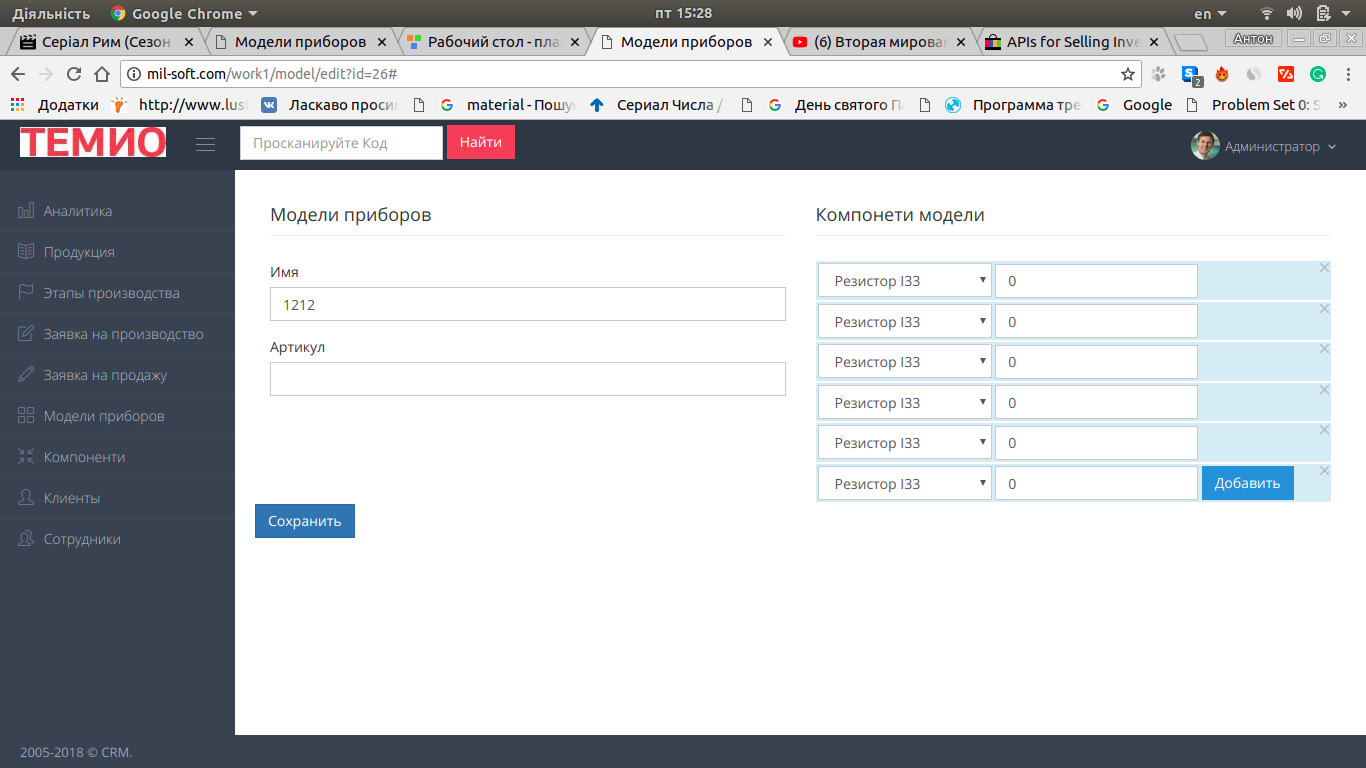 Діяльність Google Chrome пт 15:28 en
Серіал Рим (Сезон Модели приборов Рабочий стол - пла Модели приборов (6) Вторая мировая APIs for Selling Inve Антон
mil-soft.com/work1/model/edit?id=26# 2
Додатки http://www.lus Ласкаво проси material - Пошу Сериал Числа / День святого Па Программа тре Google Problem Set 0: S »
ТЕМИО Просканируйте Код Найти Администратор
Аналитика
Продукция
Этапы производства
Заявка на производство
Заявка на продажу
Модели приборов
Компоненти
Клиенты
Сотрудники
Модели приборов
Имя
1212
Артикул
Сохранить
Компонети модели
Резистор I33 0
Резистор I33 0
Резистор I33 0
Резистор I33 0
Резистор I33 0
Резистор I33 0 Добавить
2005-2018 © CRM.